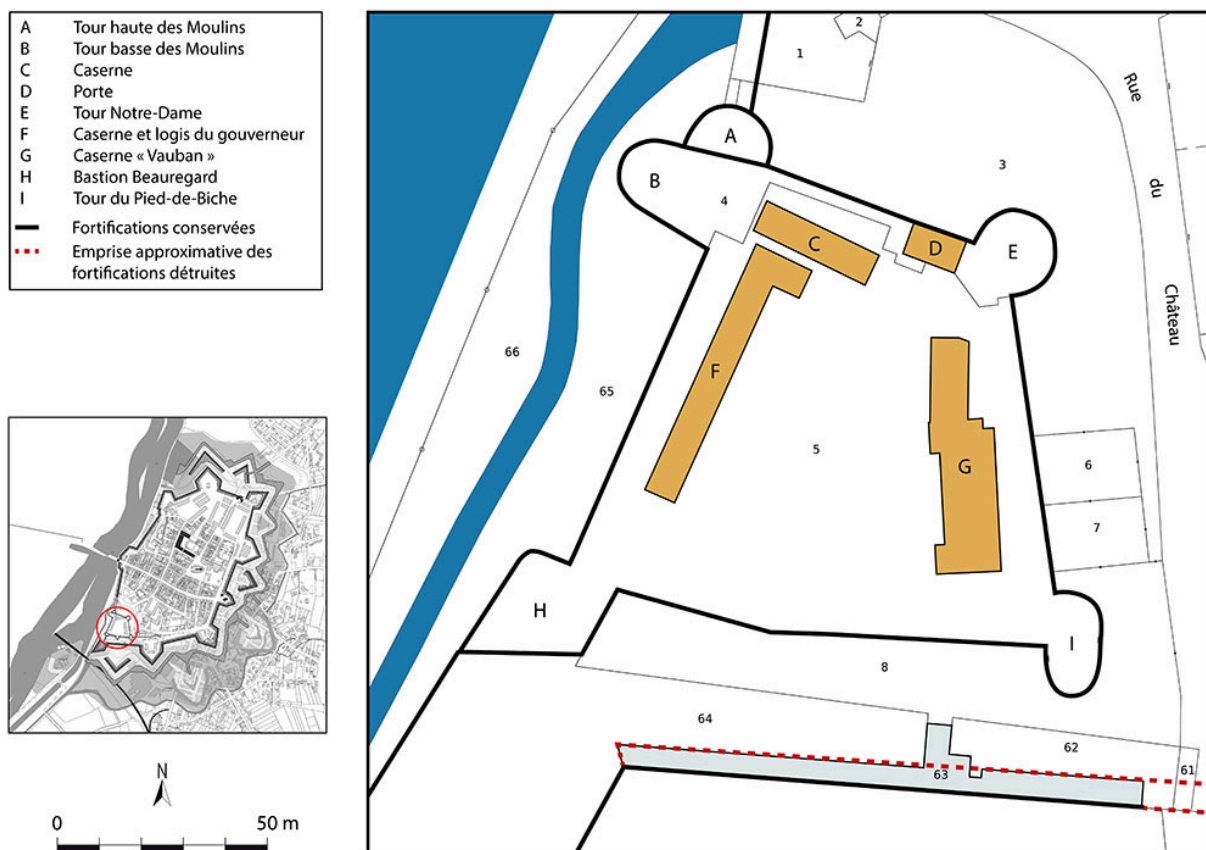 A Tour haute des Moulins
B Tour basse des Moulins
C Caserne
D Porte
E Tour Notre-Dame
F Caserne et logis du gouverneur
G Caserne « Vauban »
H Bastion Beauregard
I Tour du Pied-de-Biche
Fortifications conservées
Emprise approximative des
fortifications détruites
N
0 50 m
1
2
A
Rue
B
3
du
4
C
D
E
Château
66
F
65
5
G
6
7
H
I
8
64
62
63
61